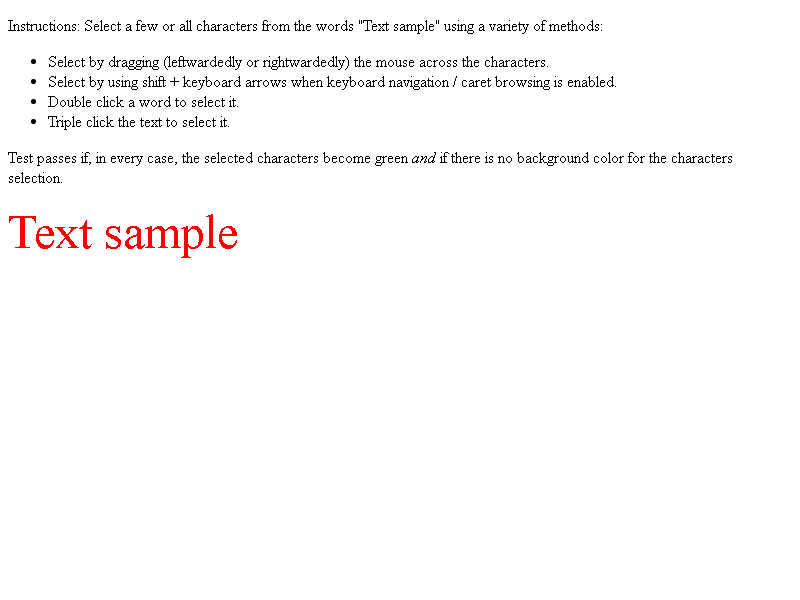 Instructions: Select a few or all characters from the words "Text sample" using a variety of methods:
Select by dragging (leftwardedly or rightwardedly) the mouse across the characters.
Select by using shift + keyboard arrows when keyboard navigation / caret browsing is enabled.
Double click a word to select it.
Triple click the text to select it.
Test passes if, in every case, the selected characters become green and if there is no background color for the characters
selection.
Text sample